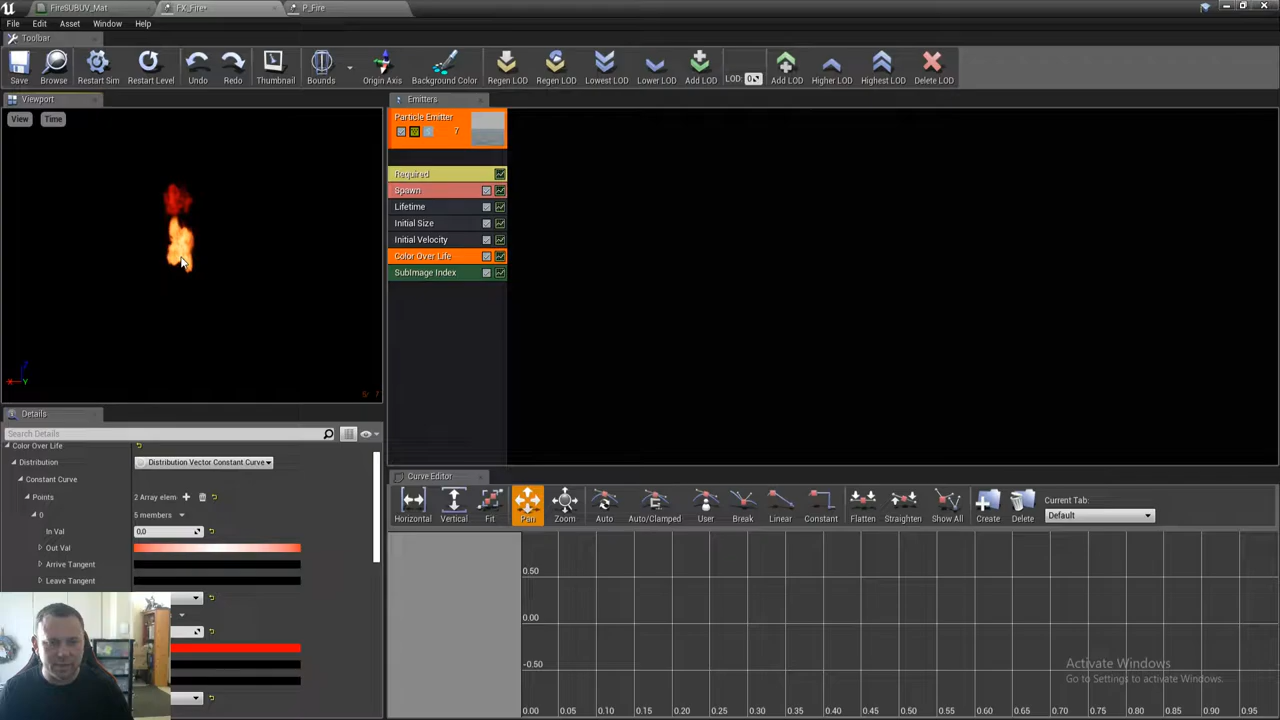 FireSUBUV_Mat
FX_Fire*
P_Fire
File Edit Asset Window Help
Toolbar
Save Browse Restart Sim Restart Level Undo Redo Thumbnail Bounds Origin Axis Background Color Regen LOD Regen LOD Lowest LOD Lower LOD Add LOD LOD: 0 Add LOD Higher LOD Highest LOD Delete LOD
Viewport
View Time
Z
X Y
Emitters
Particle Emitter
7
Required
Spawn
Lifetime
Initial Size
Initial Velocity
Color Over Life
SubImage Index
Details
Search Details
Color Over Life
Distribution Distribution Vector Constant Curve
Constant Curve
Points 2 Array elem
0 5 members
In Val 0.0
Out Val
Arrive Tangent
Leave Tangent
Curve Editor
Horizontal Vertical Fit Pan Zoom Auto Auto/Clamped User Break Linear Constant Flatten Straighten Show All Create Delete
Current Tab:
Default
0.50
0.00
-0.50
0.00 0.05 0.10 0.15 0.20 0.25 0.30 0.35 0.40 0.45 0.50 0.55 0.60 0.65 0.70 0.75 0.80 0.85 0.90 0.95
Activate Windows
Go to Settings to activate Windows.